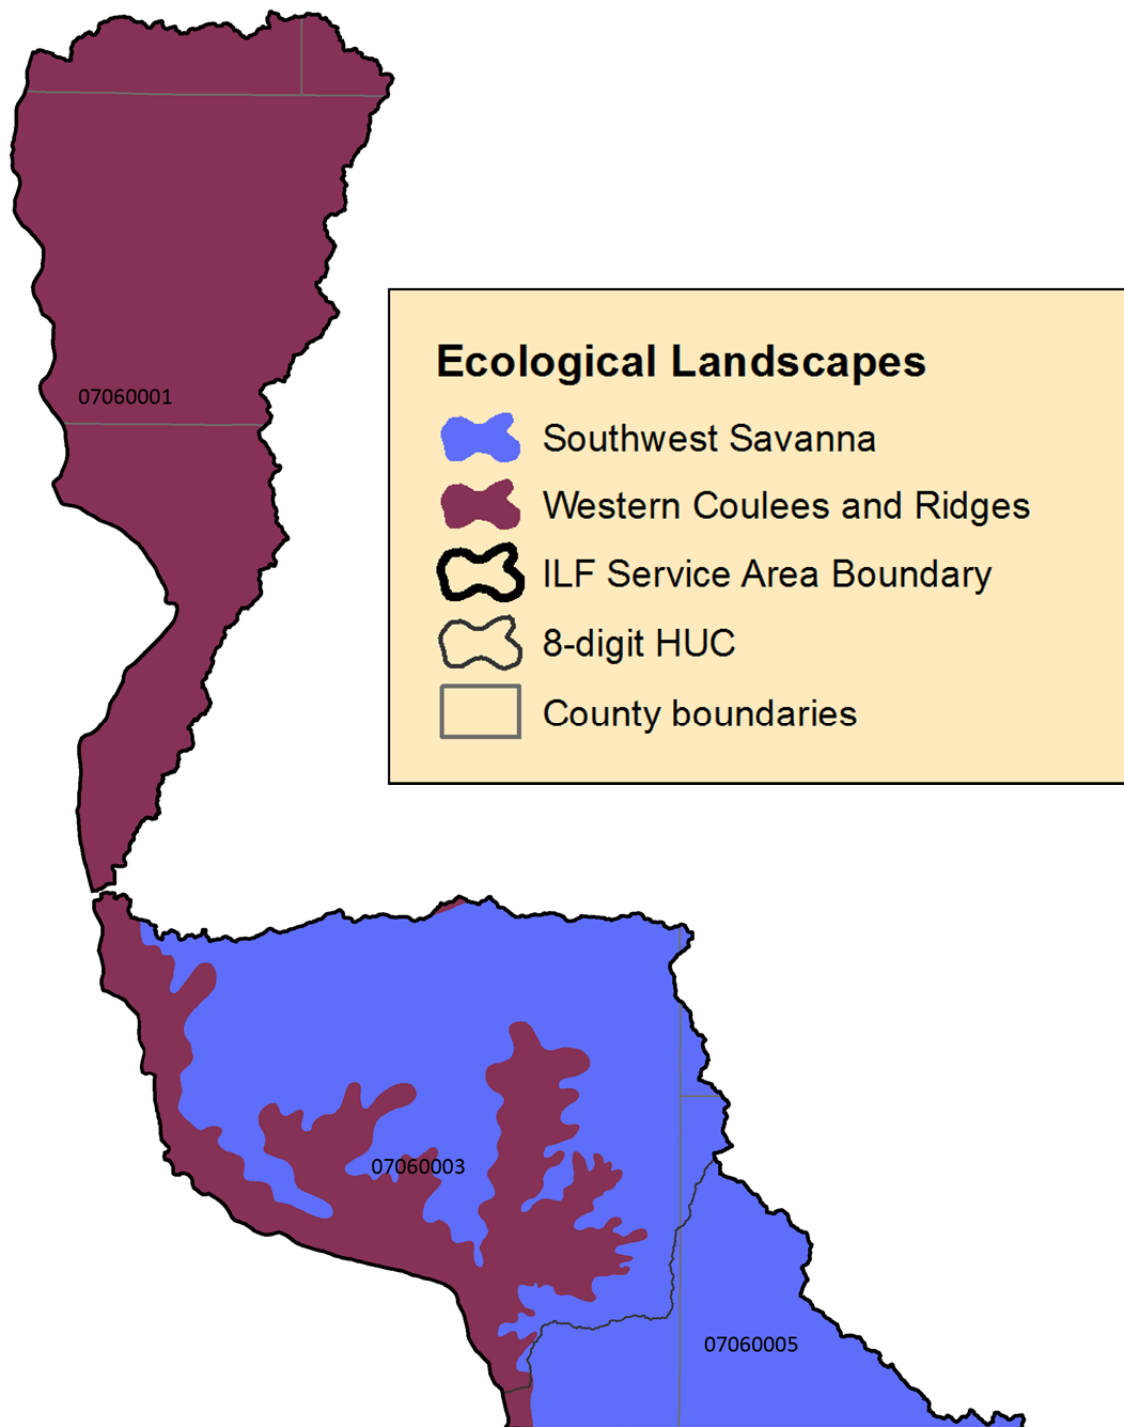 07060001
Ecological Landscapes
Southwest Savanna
Western Coulees and Ridges
ILF Service Area Boundary
8-digit HUC
County boundaries
07060003
07060005